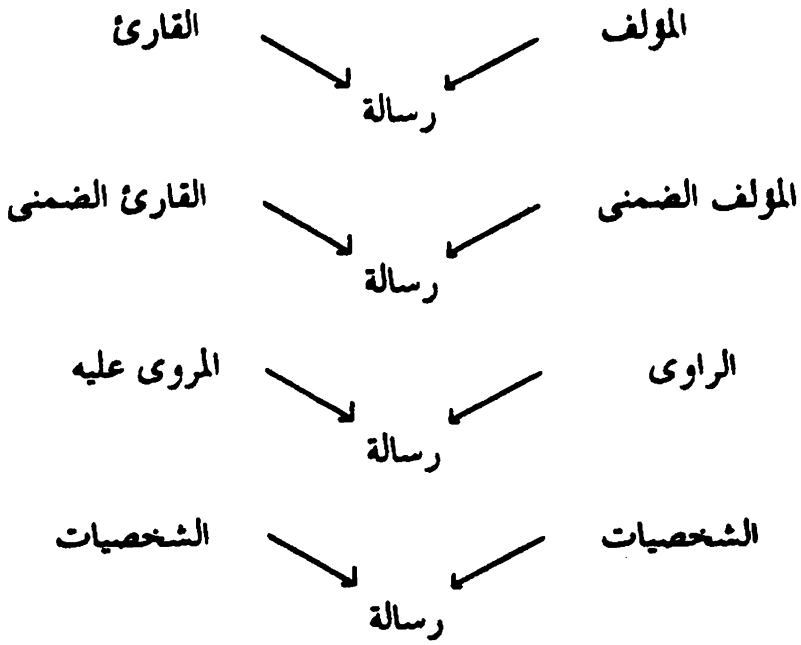 المؤلف القارئ
رسالة
المؤلف الضمنى القارئ الضمنى
رسالة
الراوى المروى عليه
رسالة
الشخصيات الشخصيات
رسالة